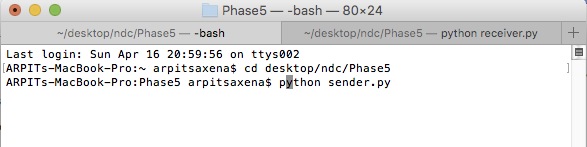 Phase5 — -bash — 80×24
~/desktop/ndc/Phase5 — -bash
~/desktop/ndc/Phase5 — python receiver.py
+
Last login: Sun Apr 16 20:59:56 on ttys002
[ARPITs-MacBook-Pro:~ arpitsaxena$ cd desktop/ndc/Phase5 ]
ARPITs-MacBook-Pro:Phase5 arpitsaxena$ python sender.py